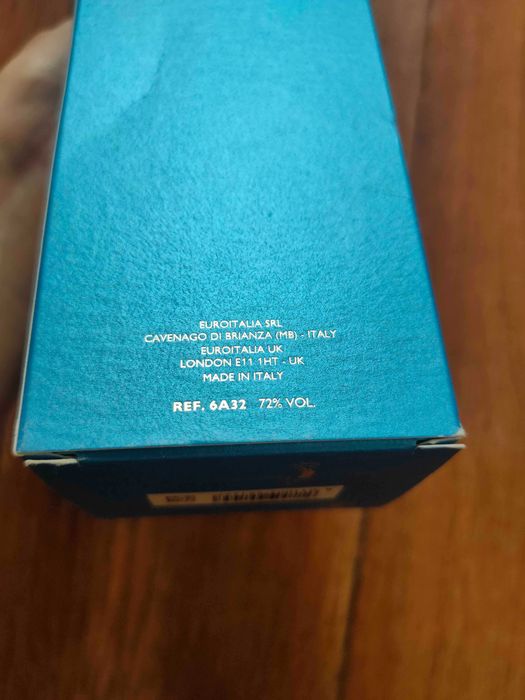 EUROITALIA SRL
CAVENAGO DI BRIANZA (MB) - ITALY
EUROITALIA UK
LONDON E11 1HT - UK
MADE IN ITALY
REF. 6A32 72% VOL.